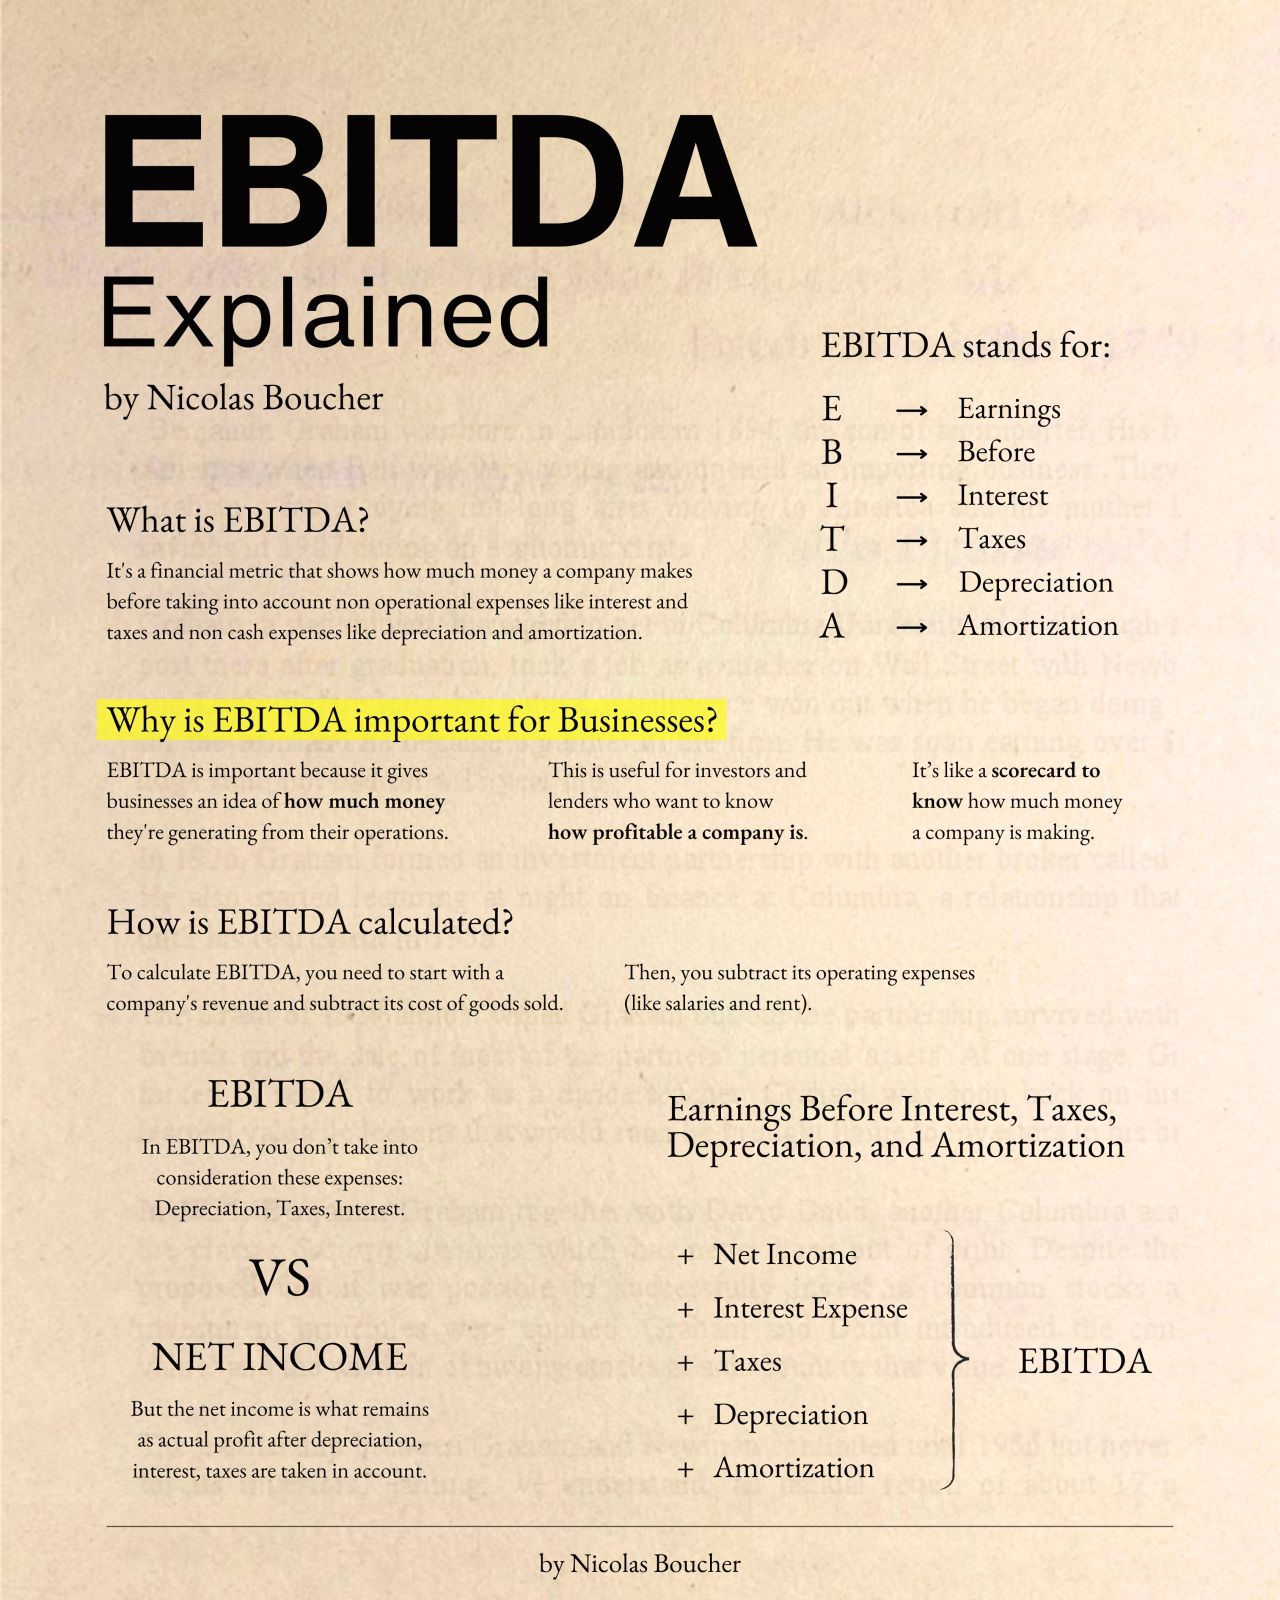 EBITDA
Explained
by Nicolas Boucher
EBITDA stands for:
E → Earnings
B → Before
I → Interest
T → Taxes
D → Depreciation
A → Amortization
What is EBITDA?
It's a financial metric that shows how much money a company makes
before taking into account non operational expenses like interest and
taxes and non cash expenses like depreciation and amortization.
Why is EBITDA important for Businesses?
EBITDA is important because it gives
businesses an idea of how much money
they're generating from their operations.
This is useful for investors and
lenders who want to know
how profitable a company is.
It’s like a scorecard to
know how much money
a company is making.
How is EBITDA calculated?
To calculate EBITDA, you need to start with a
company's revenue and subtract its cost of goods sold.
Then, you subtract its operating expenses
(like salaries and rent).
EBITDA
In EBITDA, you don’t take into
consideration these expenses:
Depreciation, Taxes, Interest.
VS
NET INCOME
But the net income is what remains
as actual profit after depreciation,
interest, taxes are taken in account.
Earnings Before Interest, Taxes,
Depreciation, and Amortization
+ Net Income
+ Interest Expense
+ Taxes
+ Depreciation
+ Amortization
EBITDA
by Nicolas Boucher